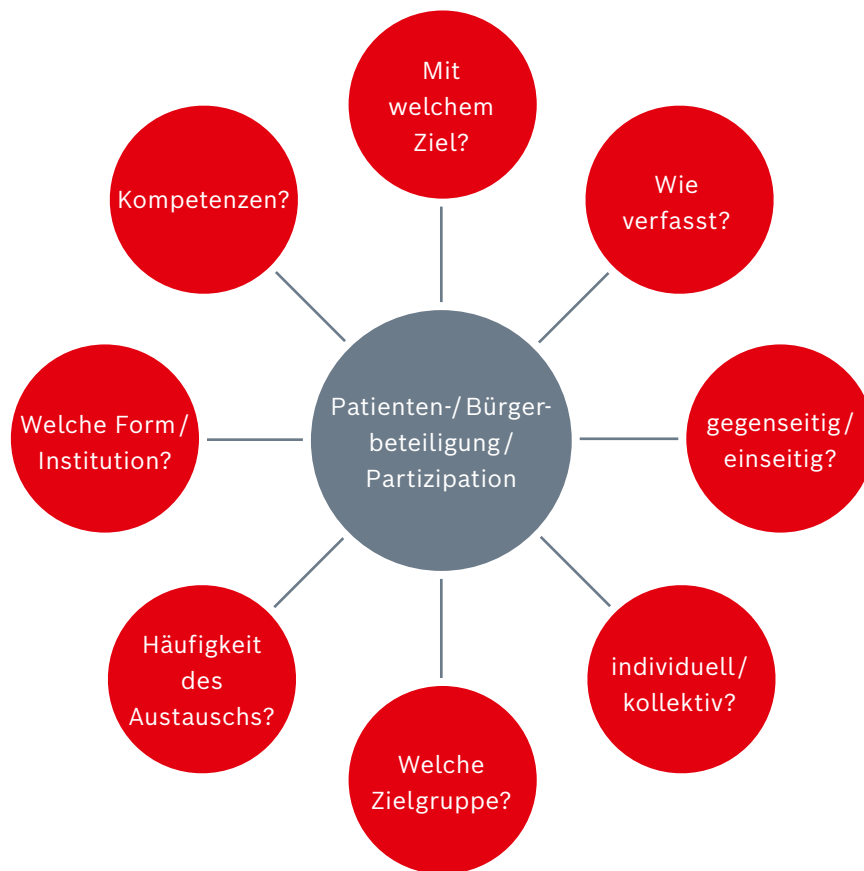 Mit
welchem
Ziel?
Wie
verfasst?
gegenseitig/
einseitig?
individuell/
kollektiv?
Welche
Zielgruppe?
Häufigkeit
des
Austauschs?
Welche Form/
Institution?
Kompetenzen?
Patienten-/Bürger-
beteiligung/
Partizipation